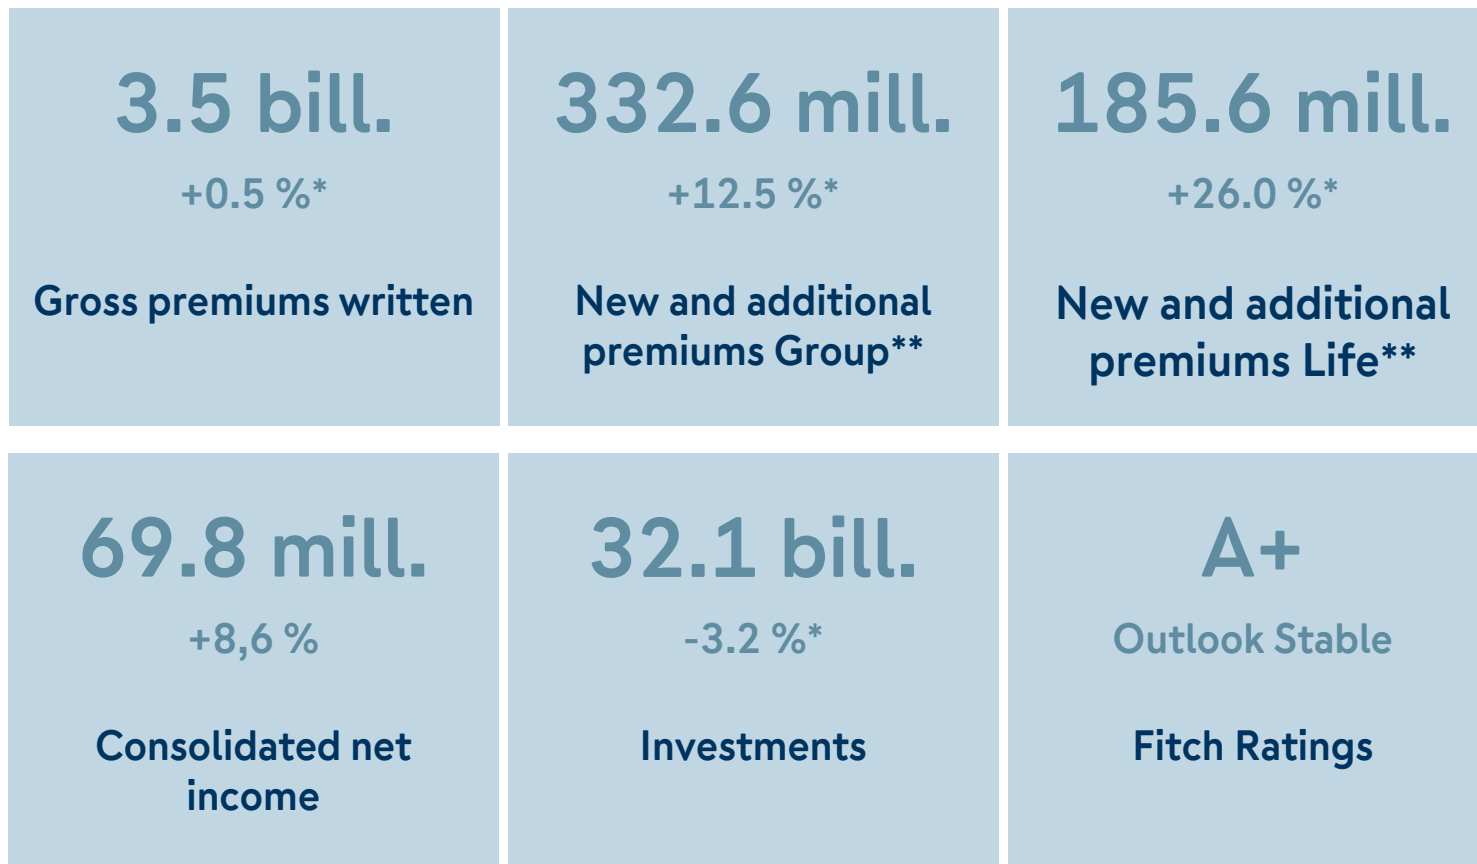 3.5 bill.
+0.5 %*
Gross premiums written
332.6 mill.
+12.5 %*
New and additional
premiums Group**
185.6 mill.
+26.0 %*
New and additional
premiums Life**
69.8 mill.
+8,6 %
Consolidated net
income
32.1 bill.
-3.2 %*
Investments
A+
Outlook Stable
Fitch Ratings